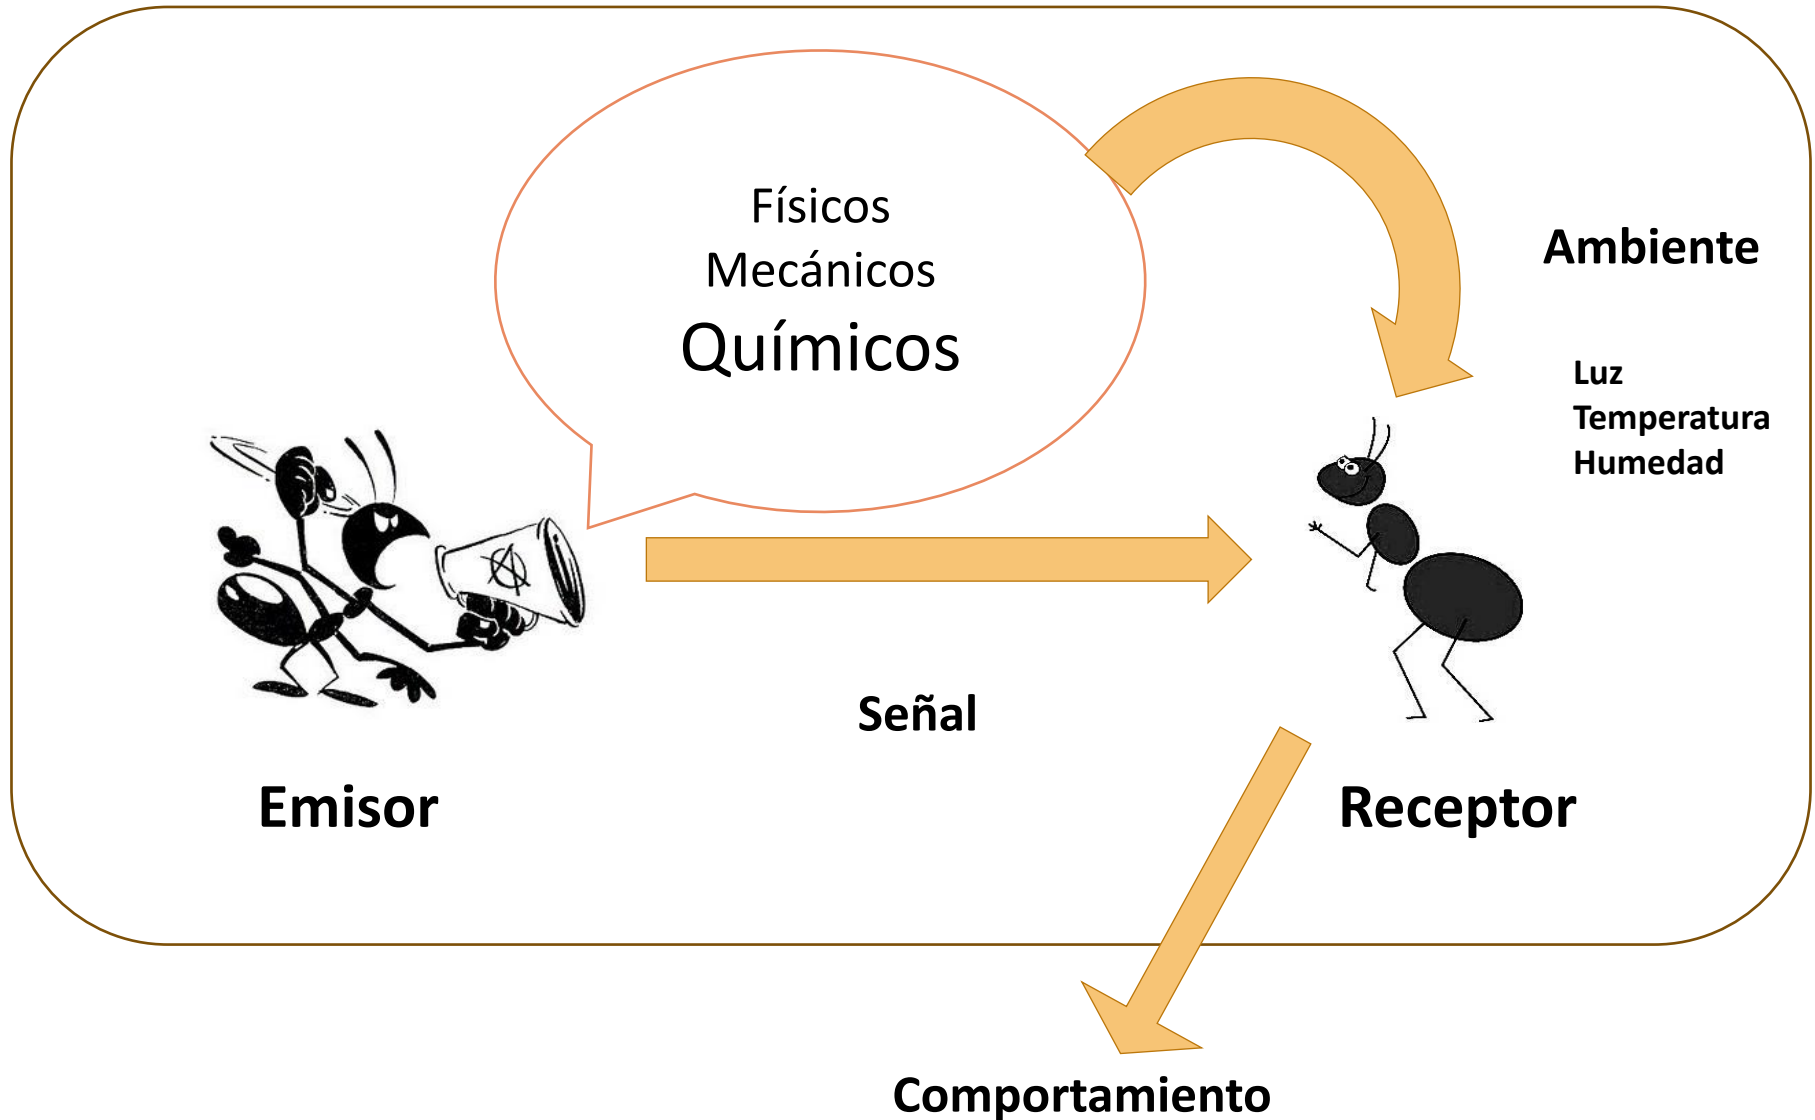 Físicos
Mecánicos
Químicos
Ambiente
Luz
Temperatura
Humedad
Señal
Emisor
Receptor
Comportamiento